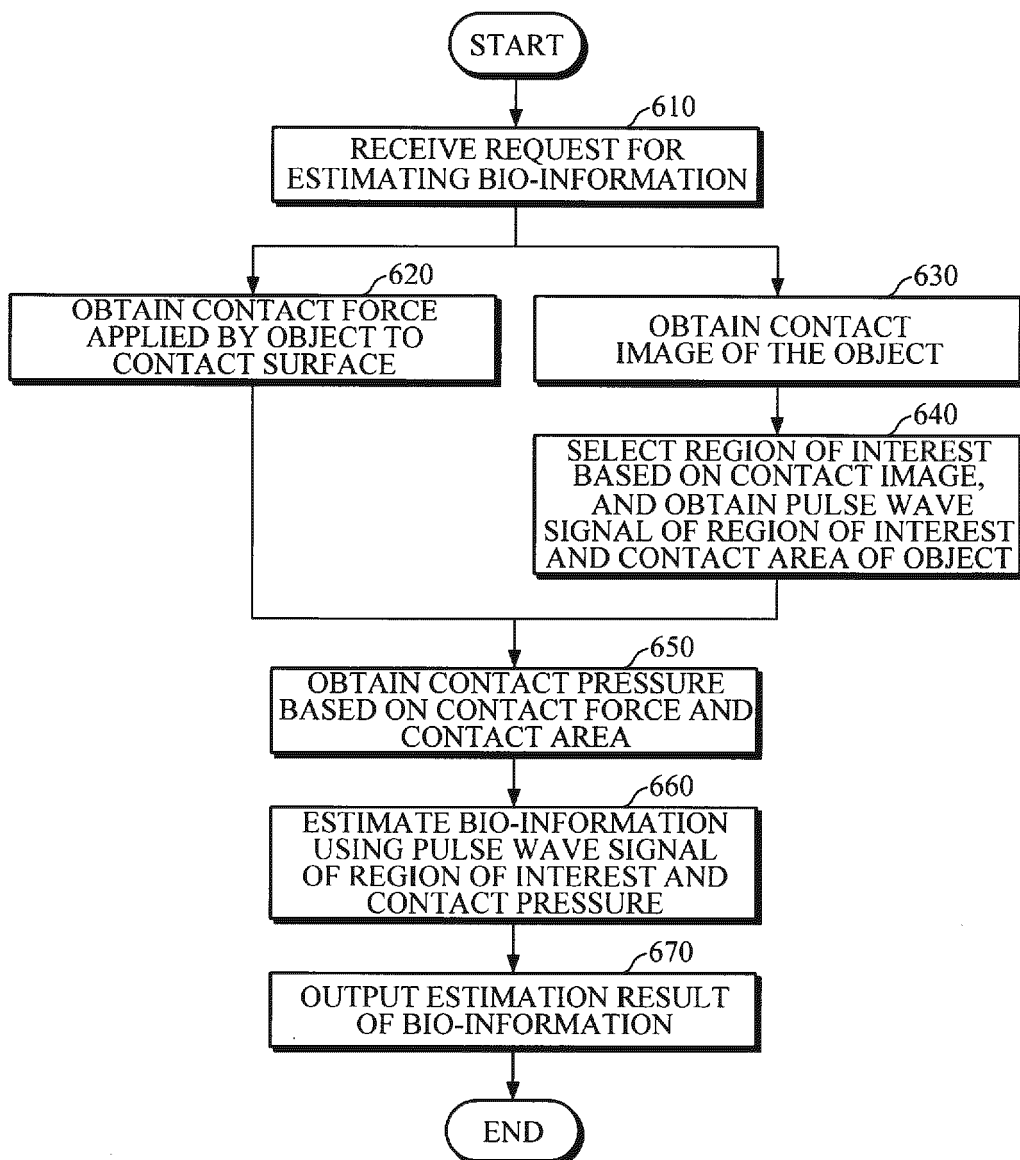 START
610
RECEIVE REQUEST FOR
ESTIMATING BIO-INFORMATION
620
OBTAIN CONTACT FORCE
APPLIED BY OBJECT TO
CONTACT SURFACE
630
OBTAIN CONTACT
IMAGE OF THE OBJECT
640
SELECT REGION OF INTEREST
BASED ON CONTACT IMAGE,
AND OBTAIN PULSE WAVE
SIGNAL OF REGION OF INTEREST
AND CONTACT AREA OF OBJECT
650
OBTAIN CONTACT PRESSURE
BASED ON CONTACT FORCE AND
CONTACT AREA
660
ESTIMATE BIO-INFORMATION
USING PULSE WAVE SIGNAL
OF REGION OF INTEREST AND
CONTACT PRESSURE
670
OUTPUT ESTIMATION RESULT
OF BIO-INFORMATION
END